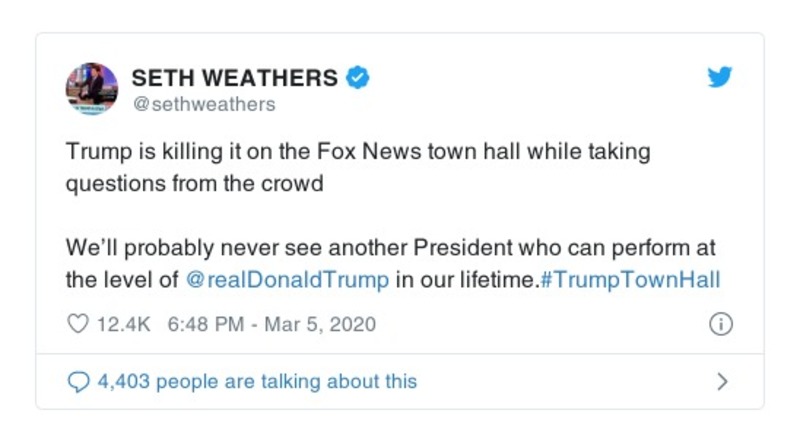 SETH WEATHERS
@sethweathers
Trump is killing it on the Fox News town hall while taking
questions from the crowd
We’ll probably never see another President who can perform at
the level of @realDonaldTrump in our lifetime.#TrumpTownHall
12.4K 6:48 PM - Mar 5, 2020
4,403 people are talking about this